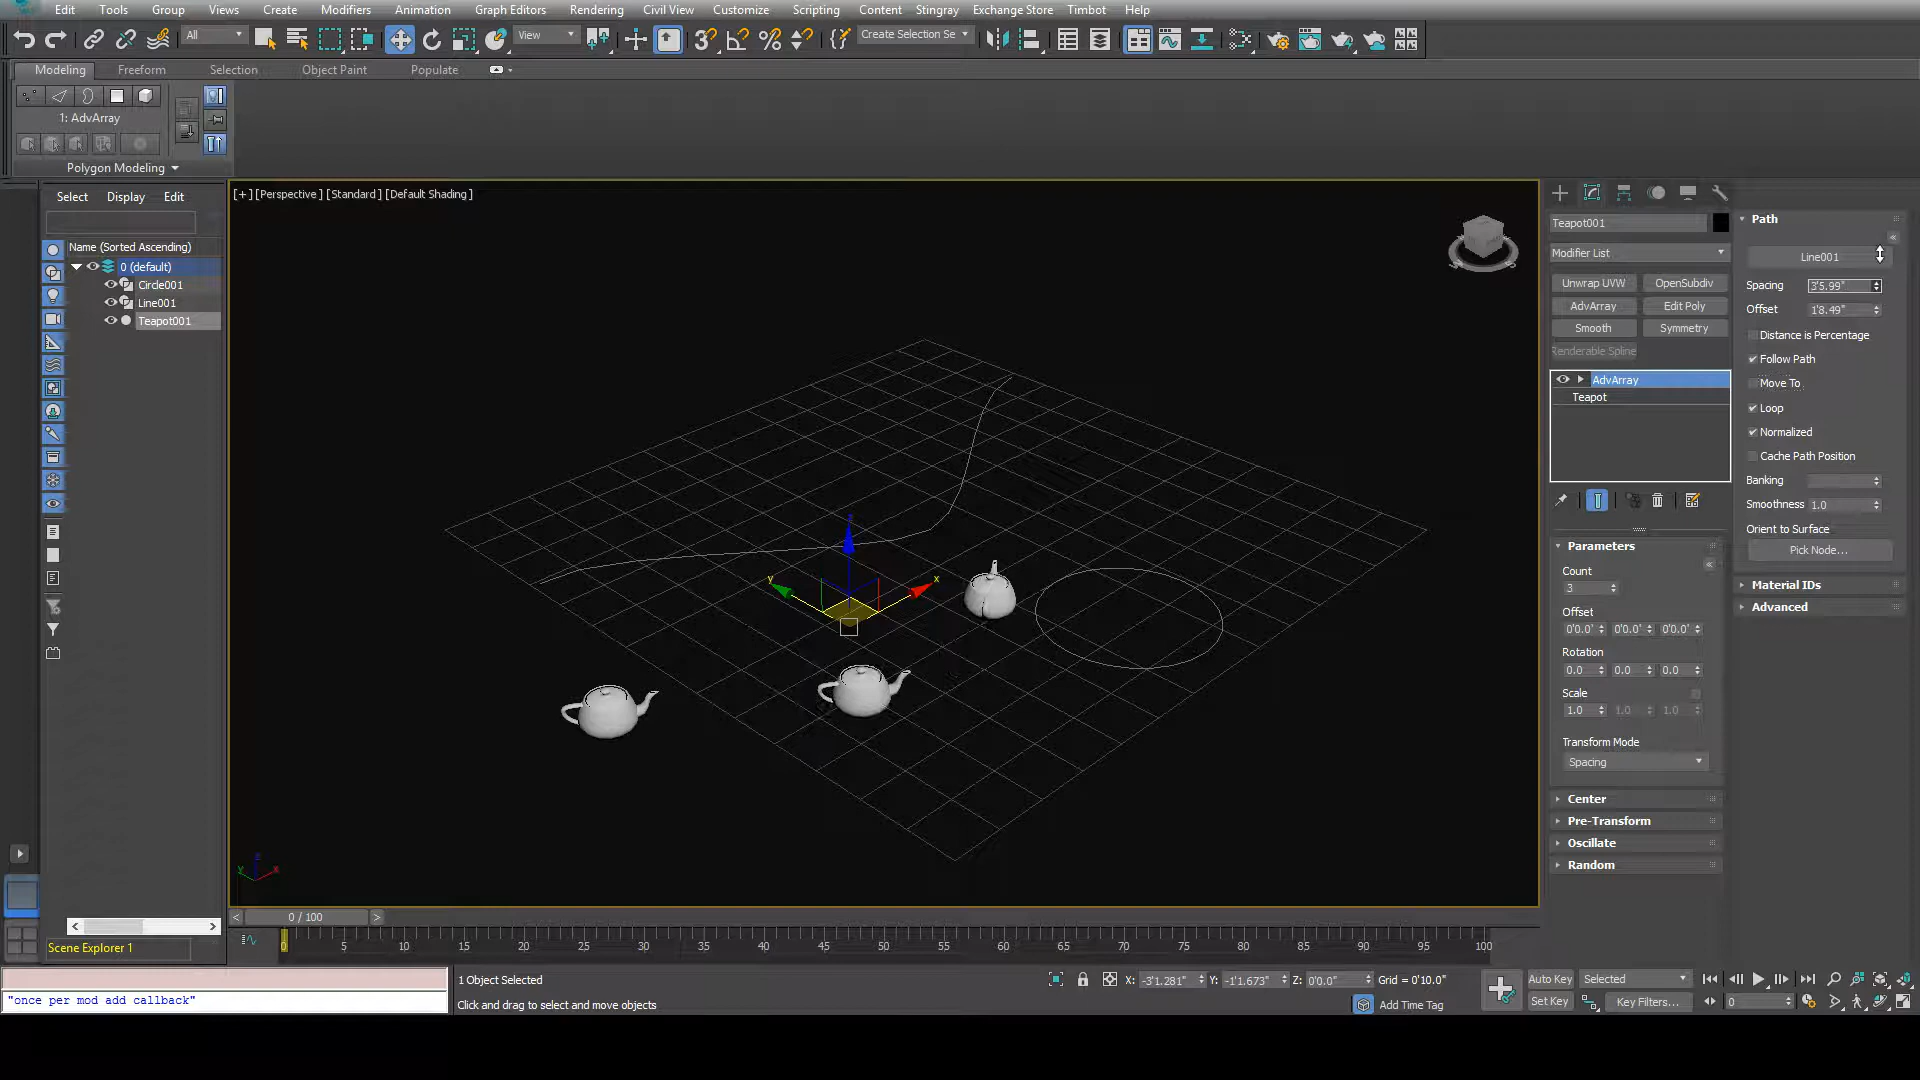 Edit Tools Group Views Create Modifiers Animation Graph Editors Rendering Civil View Customize Scripting Content Stingray Exchange Store Timbot Help
All View Create Selection Se
Modeling Freeform Selection Object Paint Populate
1: AdvArray
Polygon Modeling
Select Display Edit
Name (Sorted Ascending)
0 (default)
Circle001
Line001
Teapot001
[+] [Perspective] [Standard] [Default Shading]
z
y
x
z
y
x
Teapot001
Modifier List
Unwrap UVW OpenSubdiv
AdvArray Edit Poly
Smooth Symmetry
Renderable Spline
AdvArray
Teapot
Parameters
Count
3
Offset
0'0.0' 0'0.0' 0'0.0'
Rotation
0.0 0.0 0.0
Scale
1.0 1.0 1.0
Transform Mode
Spacing
Center
Pre-Transform
Oscillate
Random
Path
Line001
Spacing 3'5.99"
Offset 1'8.49"
Distance is Percentage
Follow Path
Move To
Loop
Normalized
Cache Path Position
Banking
Smoothness 1.0
Orient to Surface
Pick Node...
Material IDs
Advanced
< 0 / 100 >
Scene Explorer 1
0 5 10 15 20 25 30 35 40 45 50 55 60 65 70 75 80 85 90 95 100
"once per mod add callback"
1 Object Selected
Click and drag to select and move objects
X: -3'1.281" Y: -1'1.673" Z: 0'0.0" Grid = 0'10.0"
Add Time Tag
Auto Key Selected
Set Key Key Filters...
0